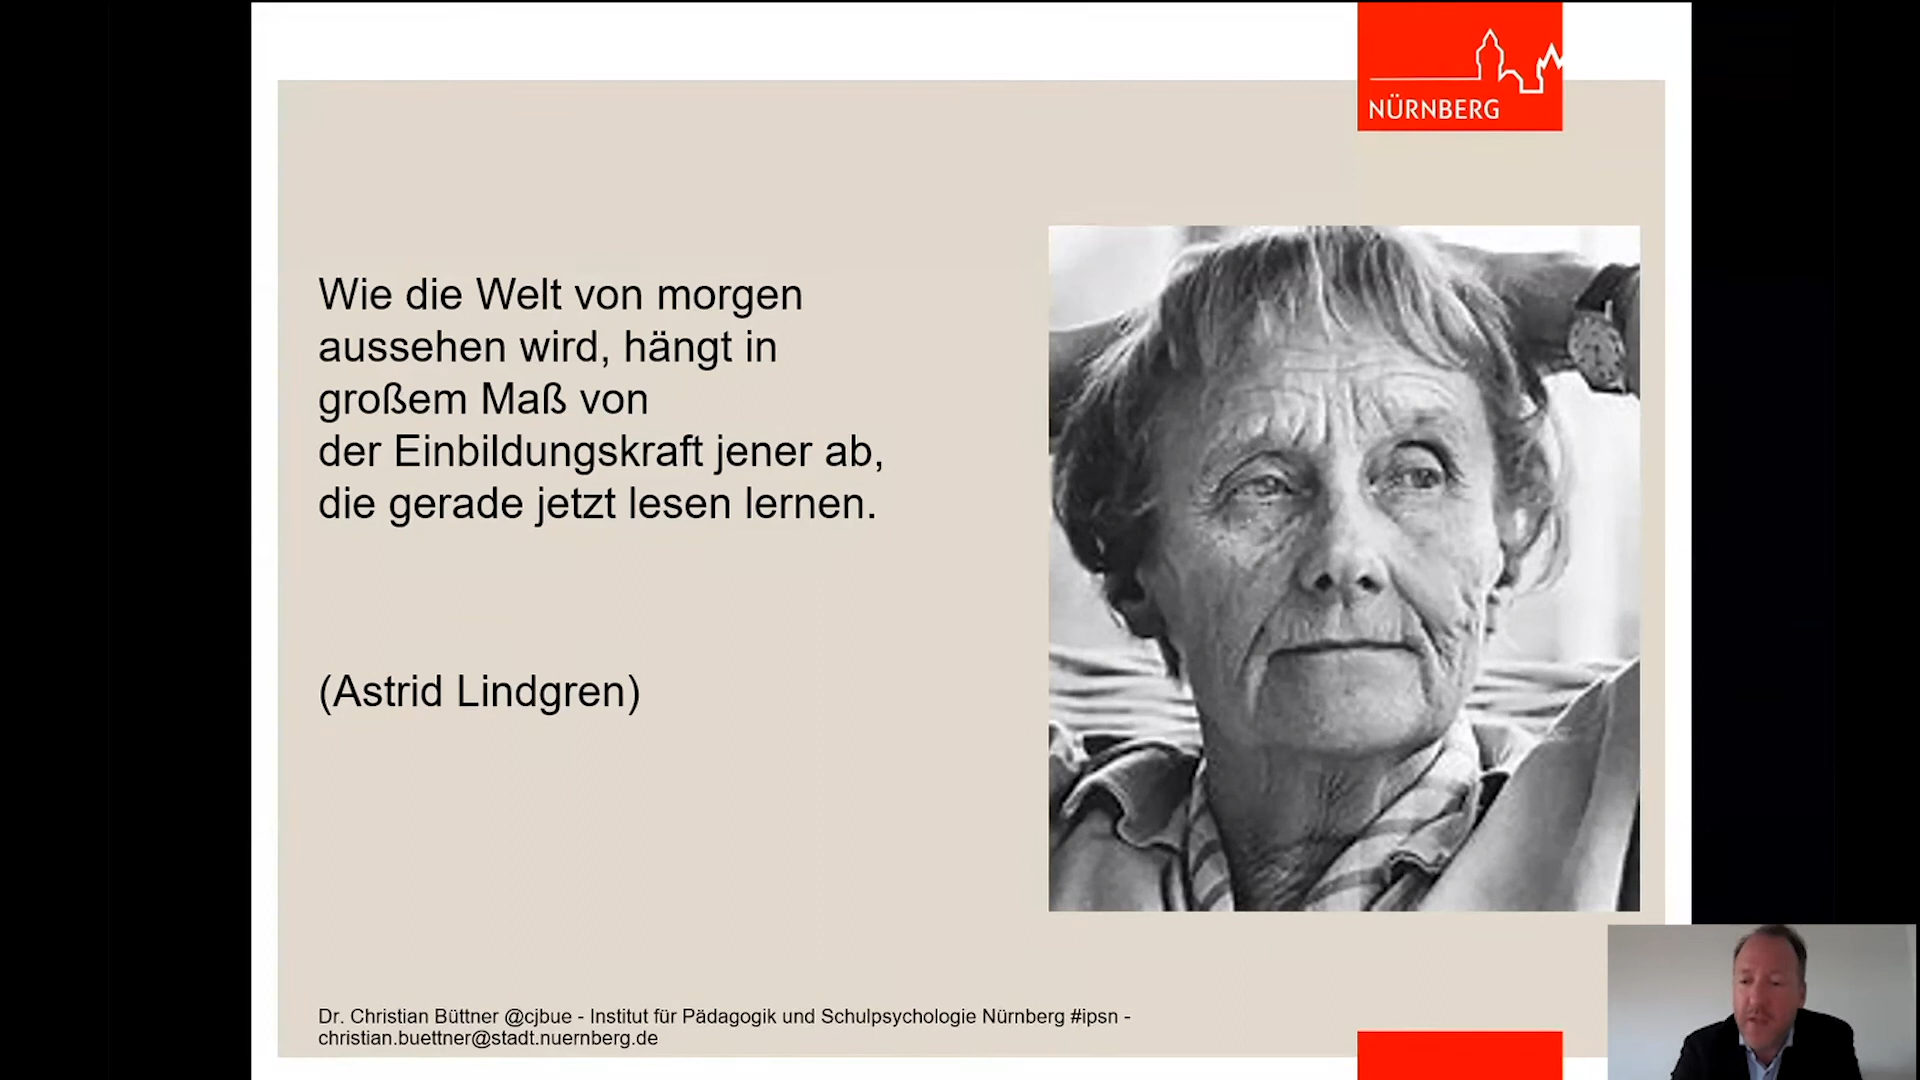 NÜRNBERG
Wie die Welt von morgen
aussehen wird, hängt in
großem Maß von
der Einbildungskraft jener ab,
die gerade jetzt lesen lernen.
(Astrid Lindgren)
Dr. Christian Büttner @cjbue - Institut für Pädagogik und Schulpsychologie Nürnberg #ipsn -
christian.buettner@stadt.nuernberg.de